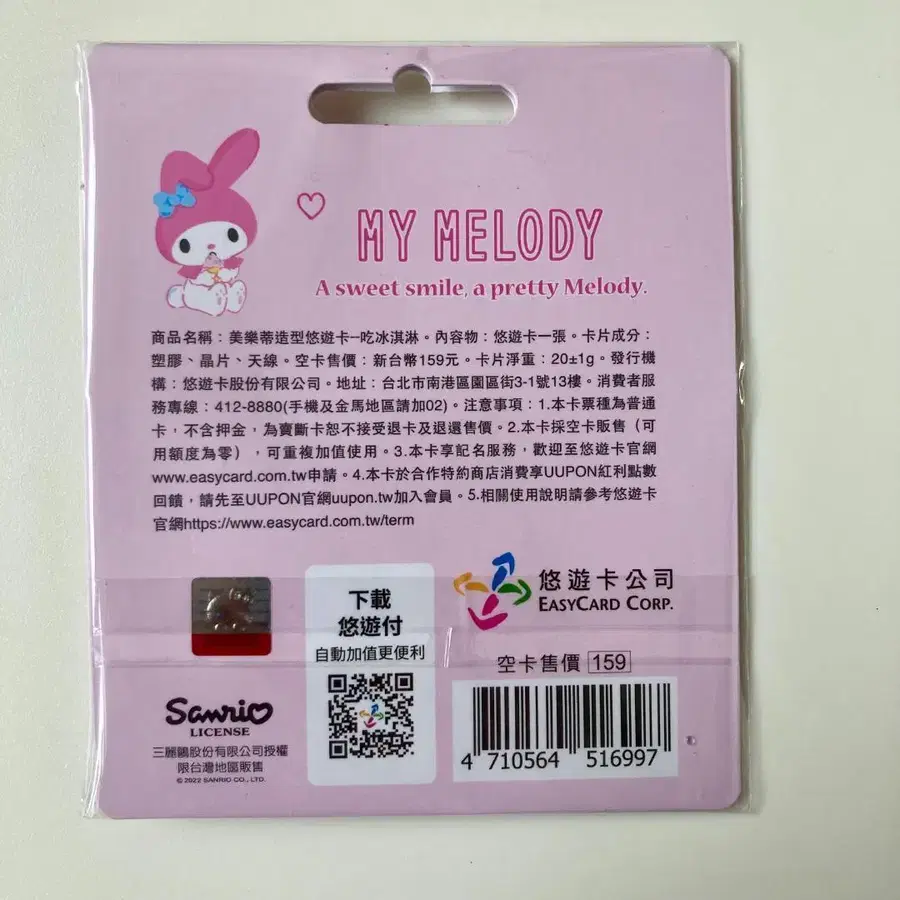 MY MELODY
A sweet smile, a pretty Melody.
商品名稱：美樂蒂造型悠遊卡--吃冰淇淋。內容物：悠遊卡一張。卡片成分：
塑膠、晶片、天線。空卡售價：新台幣159元。卡片淨重：20±1g。發行機
構：悠遊卡股份有限公司。地址：台北市南港區園區街3-1號13樓。消費者服
務專線：412-8880(手機及金馬地區請加02)。注意事項：1.本卡票種為普通
卡，不含押金，為賣斷卡恕不接受退卡及退還售價。2.本卡採空卡販售（可
用額度為零），可重複加值使用。3.本卡享記名服務，歡迎至悠遊卡官網
www.easycard.com.tw申請。4.本卡於合作特約商店消費享UUPON紅利點數
回饋，請先至UUPON官網uupon.tw加入會員。5.相關使用說明請參考悠遊卡
官網https://www.easycard.com.tw/term
下載
悠遊付
自動加值更便利
悠遊卡公司
EASYCARD CORP.
空卡售價 159
4 710564 516997
Sanrio
LICENSE
三麗鷗股份有限公司授權
限台灣地區販售
© 2022 SANRIO CO., LTD.